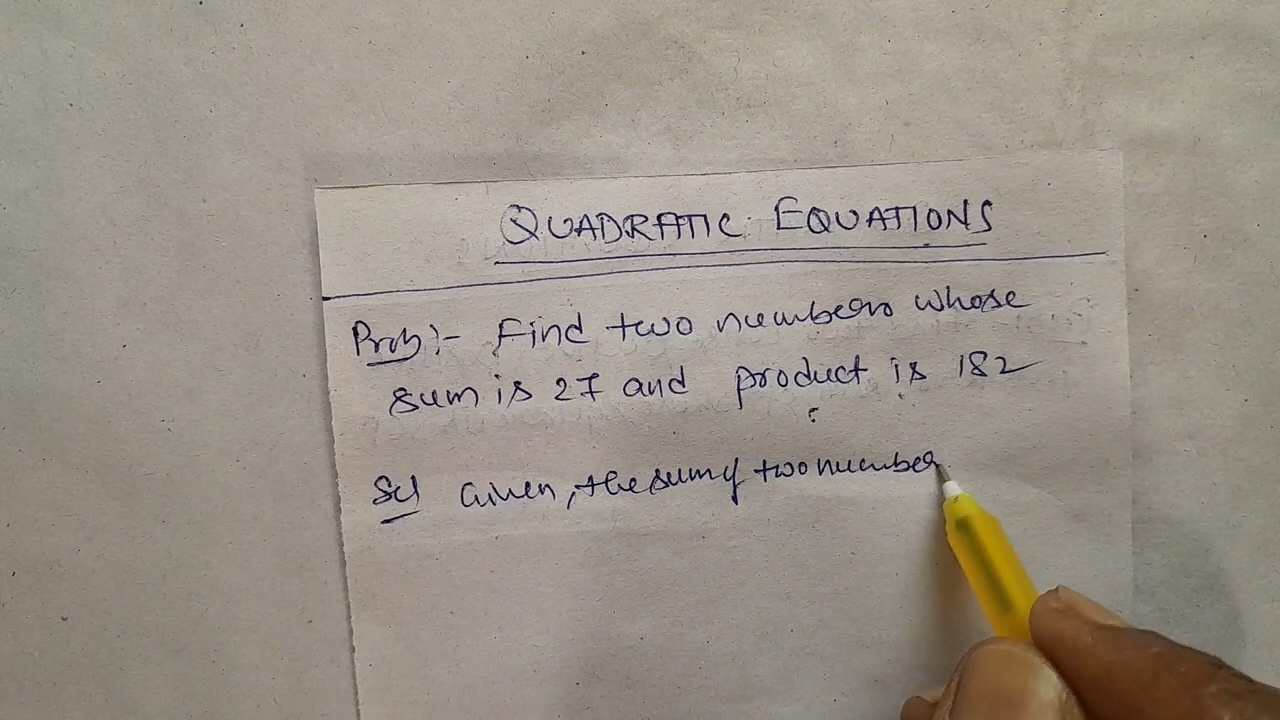 QUADRATIC EQUATIONS
Prob:- Find two numbers whose
sum is 27 and product is 182
Sol Given, the sum of two number